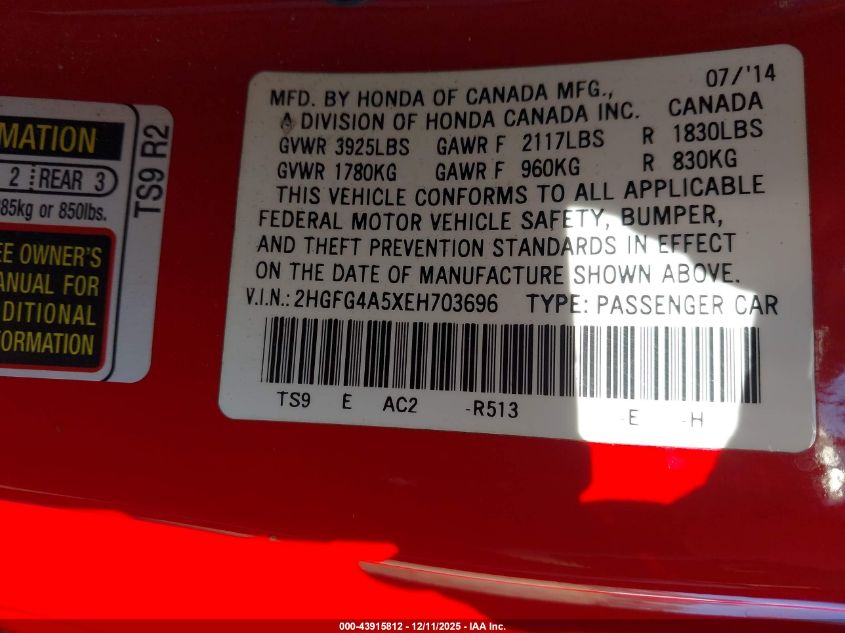 MATION
2 REAR 3
85kg or 850lbs.
EE OWNER'S
ANUAL FOR
DDITIONAL
FORMATION
TS9 R2
07/'14
MFD. BY HONDA OF CANADA MFG.,
A DIVISION OF HONDA CANADA INC. CANADA
GVWR 3925LBS GAWR F 2117LBS R 1830LBS
GVWR 1780KG GAWR F 960KG R 830KG
THIS VEHICLE CONFORMS TO ALL APPLICABLE
FEDERAL MOTOR VEHICLE SAFETY, BUMPER,
AND THEFT PREVENTION STANDARDS IN EFFECT
ON THE DATE OF MANUFACTURE SHOWN ABOVE.
V.I.N.: 2HGFG4A5XEH703696 TYPE: PASSENGER CAR
TS9 E AC2 -R513 -E -H
000-43915812 - 12/11/2025 - IAA Inc.